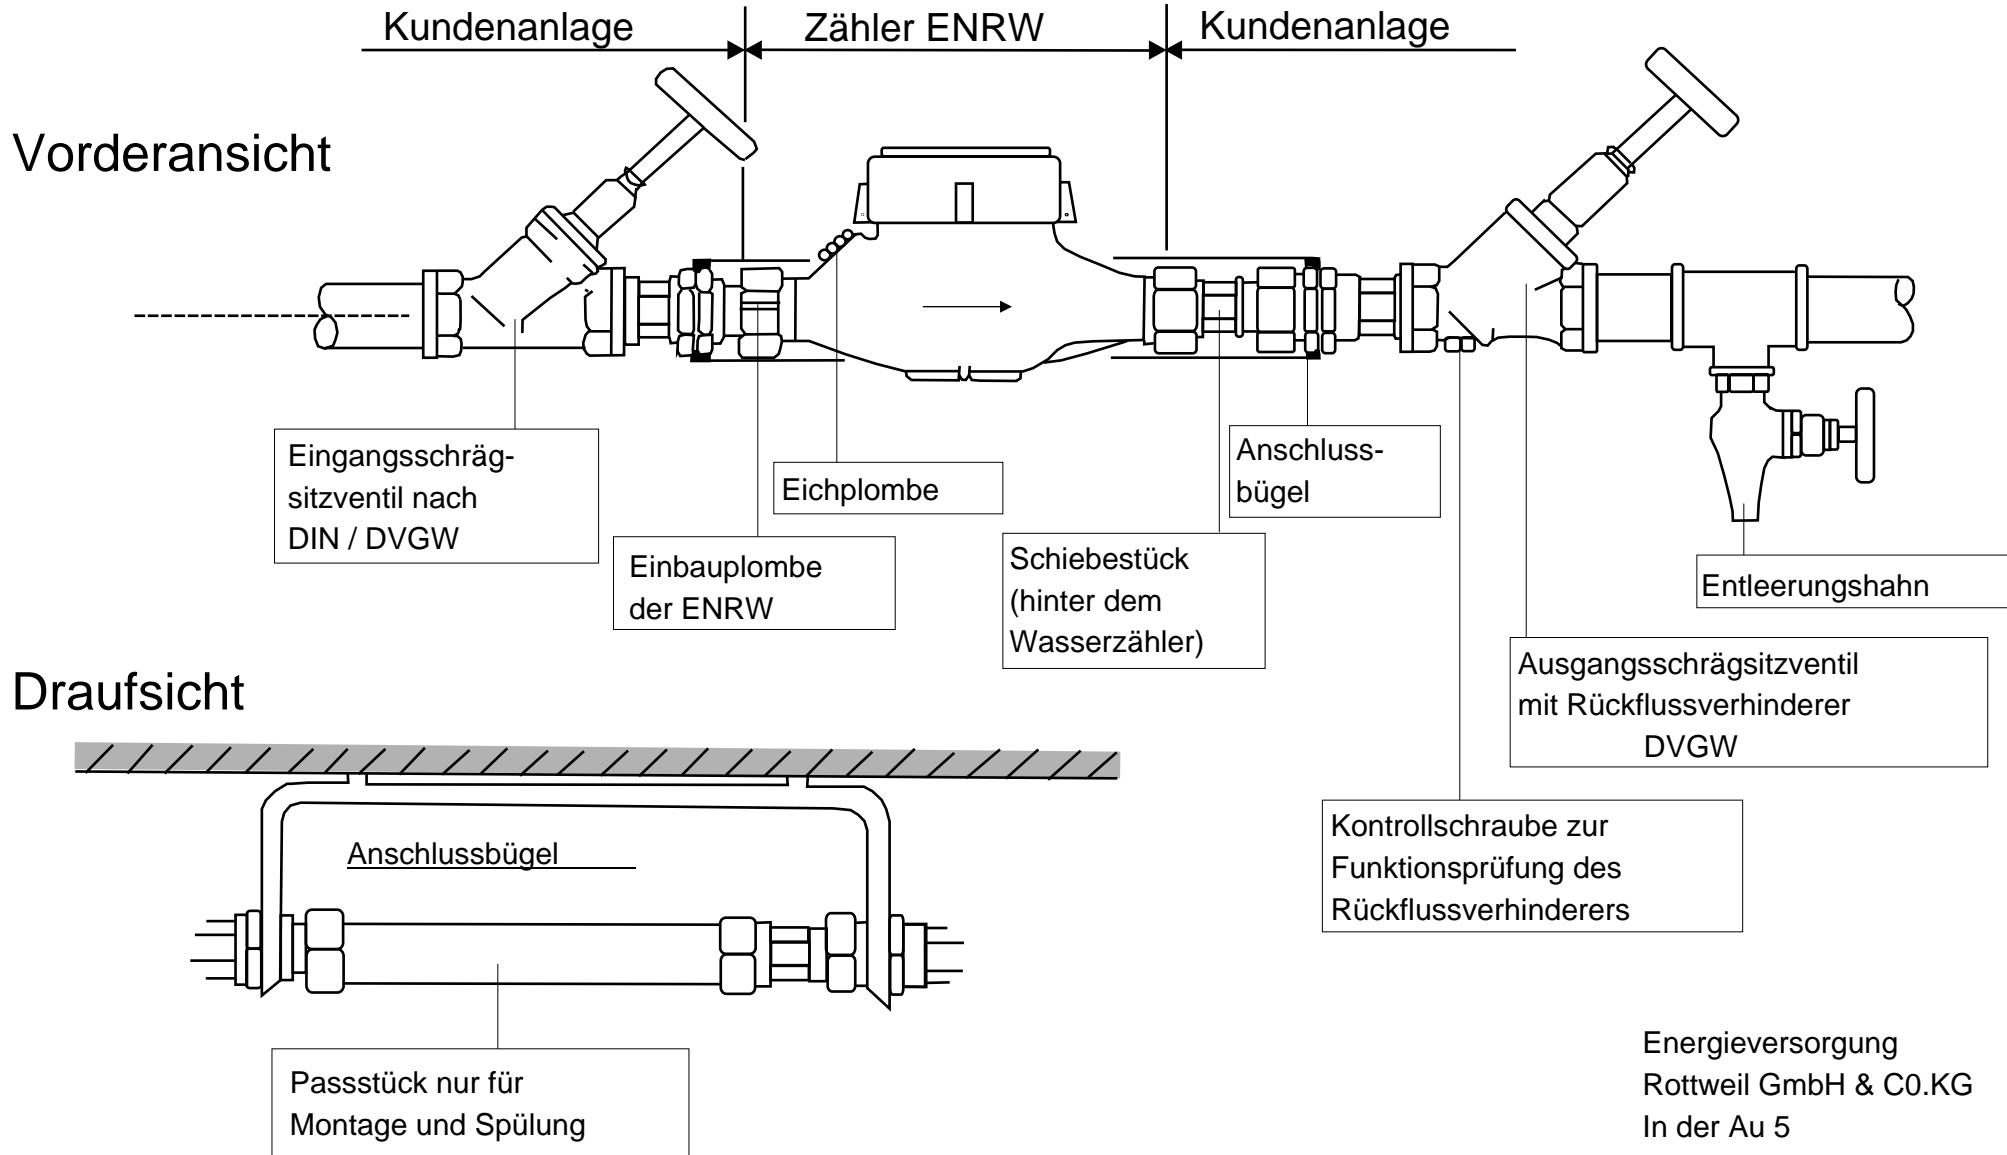 Kundenanlage
Zähler ENRW
Kundenanlage
Vorderansicht
Eingangsschräg-
sitzventil nach
DIN / DVGW
Einbauplombe
der ENRW
Eichplombe
Schiebestück
(hinter dem
Wasserzähler)
Anschluss-
bügel
Entleerungshahn
Ausgangsschrägsitzventil
mit Rückflussverhinderer
DVGW
Kontrollschraube zur
Funktionsprüfung des
Rückflussverhinderers
Draufsicht
Anschlussbügel
Passstück nur für
Montage und Spülung
Energieversorgung
Rottweil GmbH & C0.KG
In der Au 5